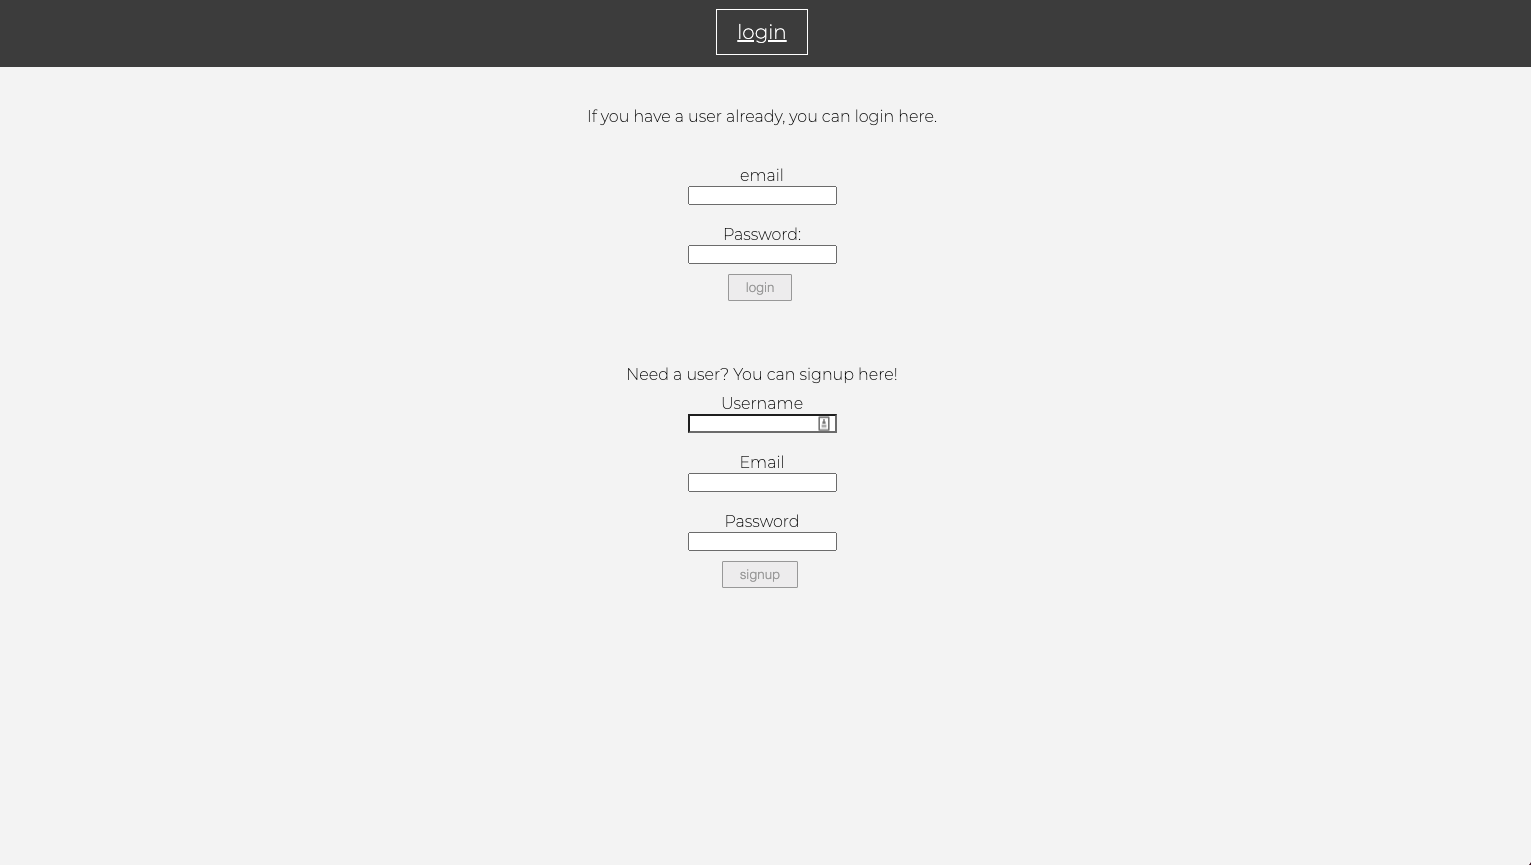 login
If you have a user already, you can login here.
email
Password:
login
Need a user? You can signup here!
Username
Email
Password
signup